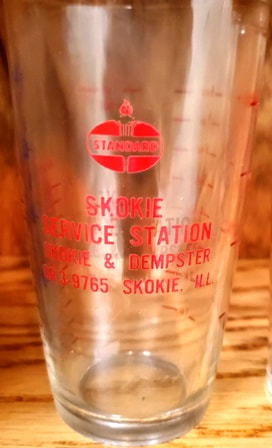 STANDARD
SKOKIE
SERVICE STATION
SKOKIE & DEMPSTER
3-9765 SKOKIE, ILL.